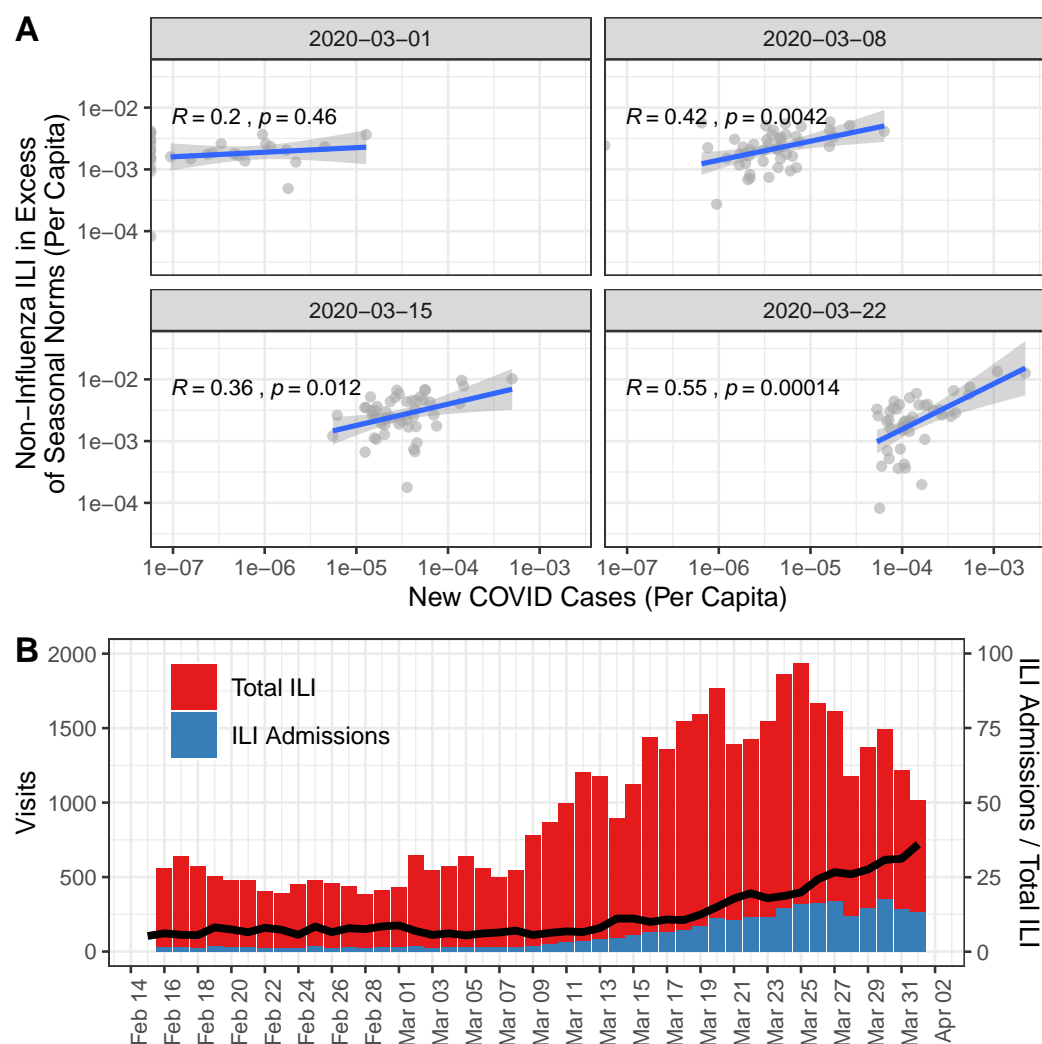 A
2020−03−01
2020−03−08
R = 0.2 , p = 0.46
R = 0.42 , p = 0.0042
1e−02
1e−03
1e−04
2020−03−15
2020−03−22
R = 0.36 , p = 0.012
R = 0.55 , p = 0.00014
1e−02
1e−03
1e−04
Non−Influenza ILI in Excess
of Seasonal Norms (Per Capita)
1e−07 1e−06 1e−05 1e−04 1e−03 1e−07 1e−06 1e−05 1e−04 1e−03
New COVID Cases (Per Capita)
B
Total ILI
ILI Admissions
2000
1500
1000
500
0
Visits
100
75
50
25
0
ILI Admissions / Total ILI
Feb 14 Feb 16 Feb 18 Feb 20 Feb 22 Feb 24 Feb 26 Feb 28 Mar 01 Mar 03 Mar 05 Mar 07 Mar 09 Mar 11 Mar 13 Mar 15 Mar 17 Mar 19 Mar 21 Mar 23 Mar 25 Mar 27 Mar 29 Mar 31 Apr 02